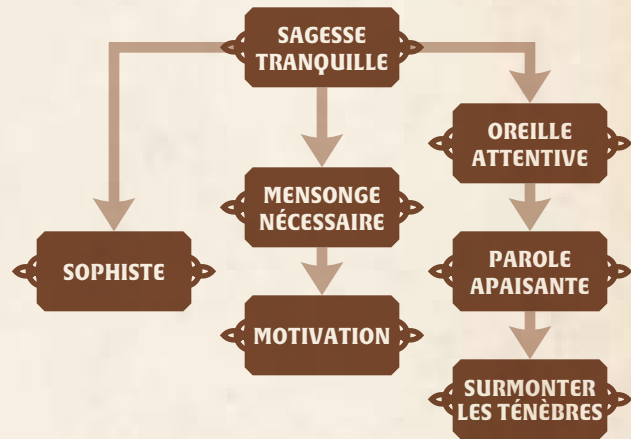 SAGESSE
TRANQUILLE
OREILLE
ATTENTIVE
MENSONGE
NÉCESSAIRE
SOPHISTE
PAROLE
APAISANTE
MOTIVATION
SURMONTER
LES TÉNÈBRES